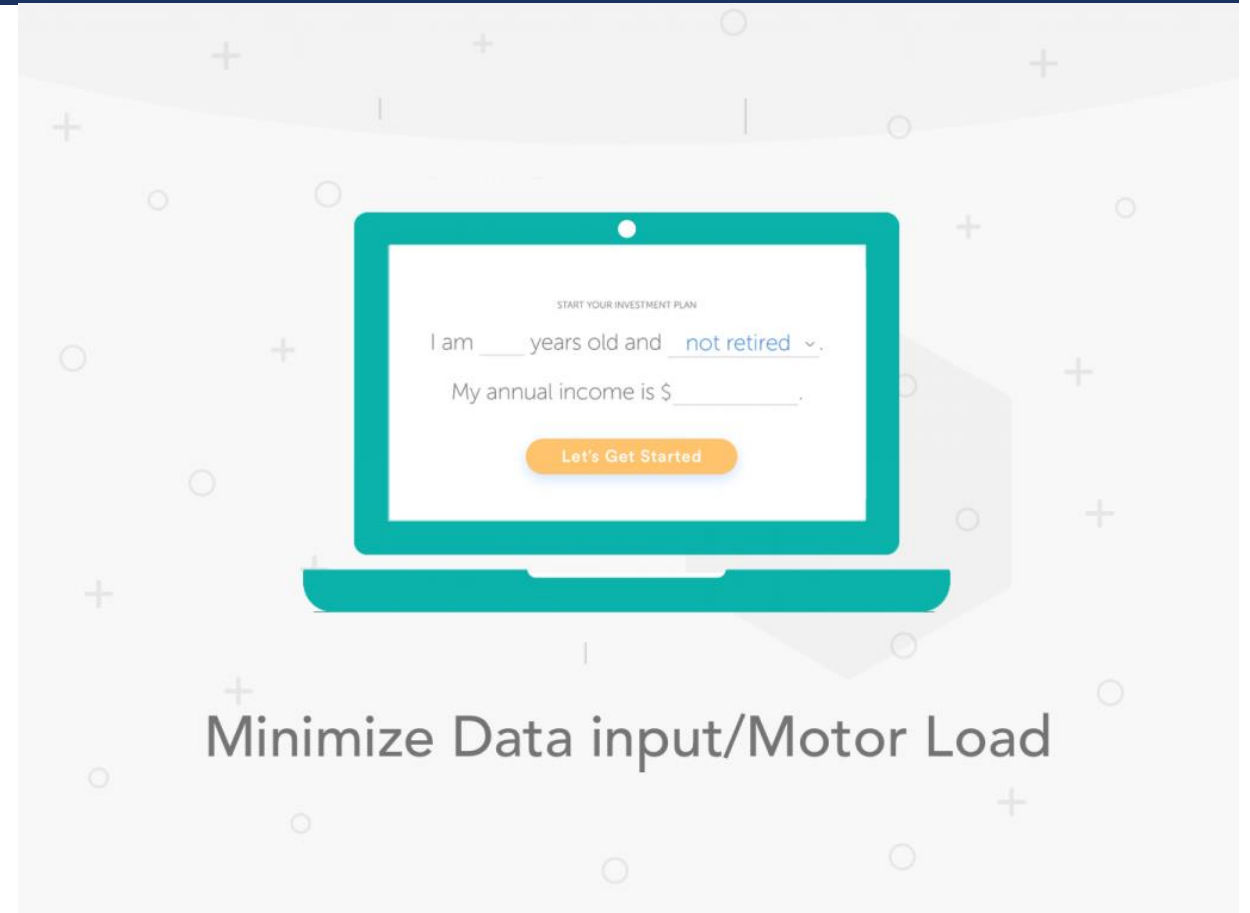 START YOUR INVESTMENT PLAN
I am ____ years old and not retired .
My annual income is $__________.
Let's Get Started
Minimize Data input/Motor Load